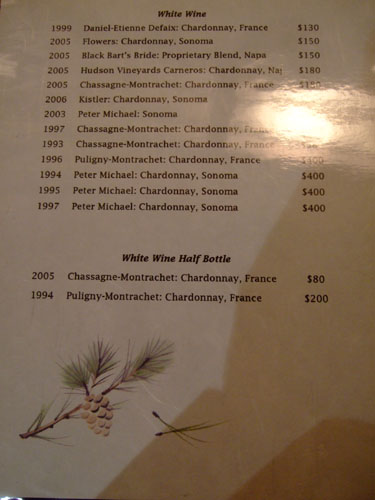 White Wine
1999 Daniel-Etienne Defaix: Chardonnay, France $130
2005 Flowers: Chardonnay, Sonoma $150
2005 Black Bart's Bride: Proprietary Blend, Napa $150
2005 Hudson Vineyards Carneros: Chardonnay, Na $180
2005 Chassagne-Montrachet: Chardonnay, France
2006 Kistler: Chardonnay, Sonoma
2003 Peter Michael: Sonoma
1997 Chassagne-Montrachet: Chardonnay,
1993 Chassagne-Montrachet: Chardonnay, France
1996 Puligny-Montrachet: Chardonnay, France
1994 Peter Michael: Chardonnay, Sonoma $400
1995 Peter Michael: Chardonnay, Sonoma $400
1997 Peter Michael: Chardonnay, Sonoma $400
White Wine Half Bottle
2005 Chassagne-Montrachet: Chardonnay, France $80
1994 Puligny-Montrachet: Chardonnay, France $200